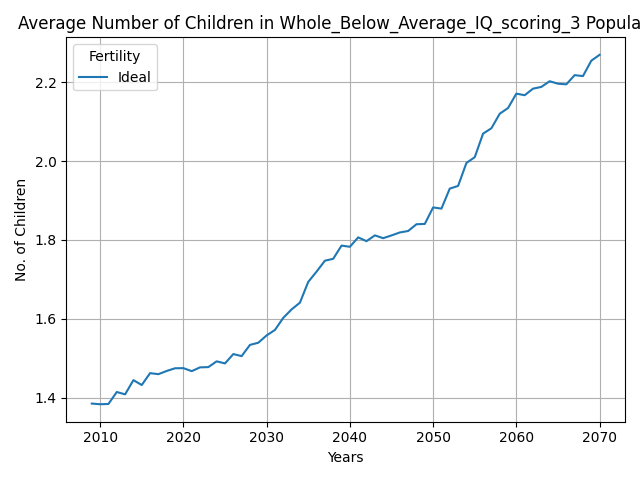 Average Number of Children in Whole_Below_Average_IQ_scoring_3 Popula
Fertility
Ideal
No. of Children
2.2
2.0
1.8
1.6
1.4
2010 2020 2030 2040 2050 2060 2070
Years